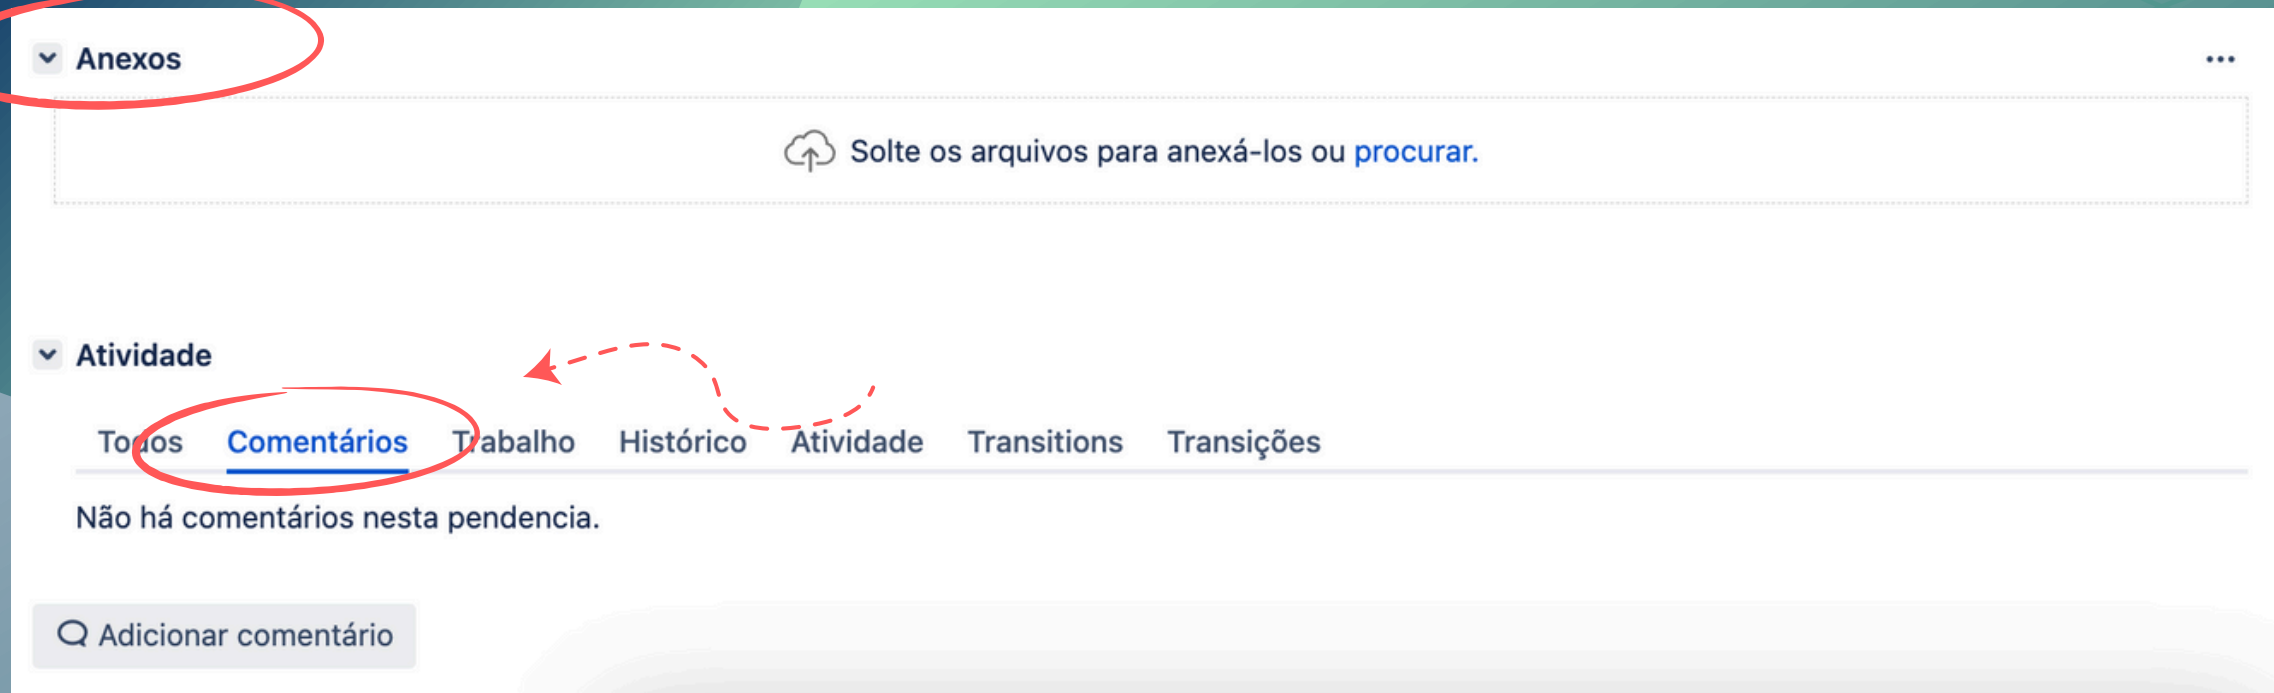 Anexos
Solte os arquivos para anexá-los ou procurar.
Atividade
Todos Comentários Trabalho Histórico Atividade Transitions Transições
Não há comentários nesta pendencia.
Adicionar comentário